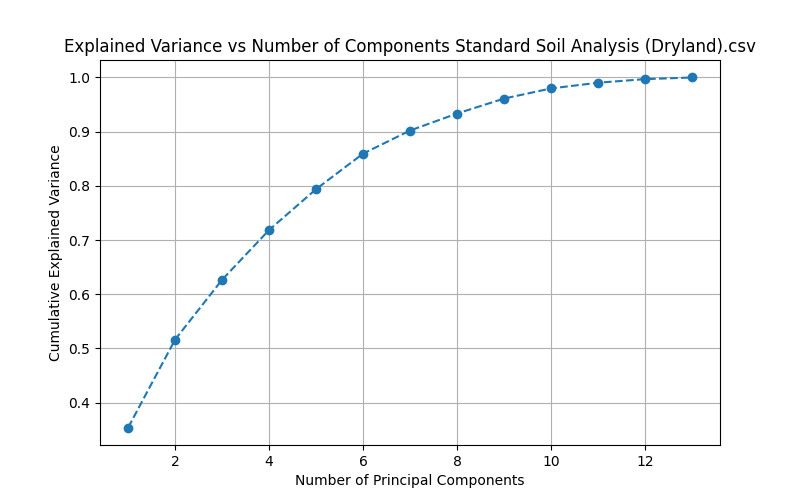 Explained Variance vs Number of Components Standard Soil Analysis (Dryland).csv
1.0
0.9
0.8
0.7
0.6
0.5
0.4
Cumulative Explained Variance
2 4 6 8 10 12
Number of Principal Components